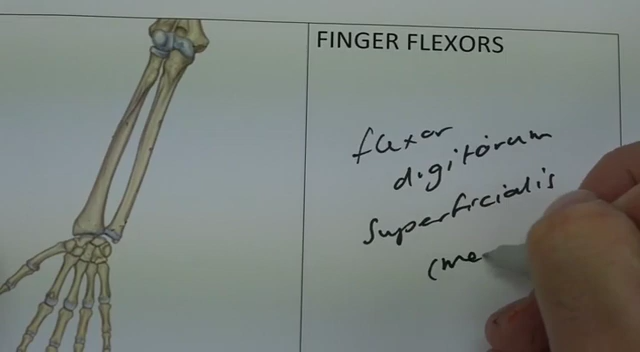 FINGER FLEXORS
flexor
digitorum
superficialis
(me